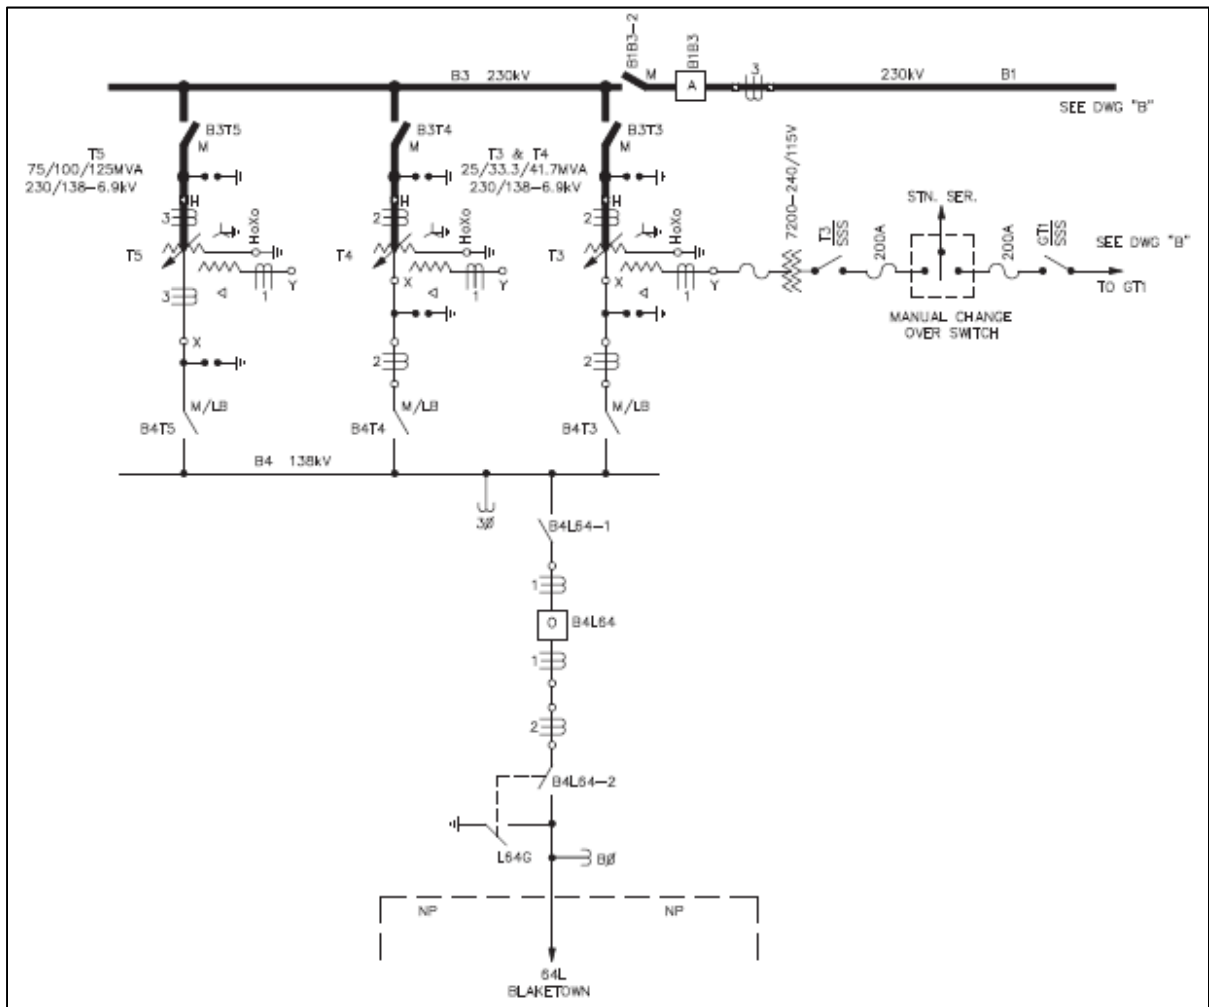 B1B3-2
B1B3
B3 230kV
M
A
3
230kV B1
SEE DWG "B"
B3T5
M
B3T4
M
B3T3
M
T5
75/100/125MVA
230/138-6.9kV
T3 & T4
25/33.3/41.7MVA
230/138-6.9kV
7200-240/115V
STN. SER.
H
H
H
3
2
2
HoXo
HoXo
HoXo
T3
SSS
200A
200A
GT1
SSS
SEE DWG "B"
T5
T4
T3
1
Y
1
Y
1
Y
TO GT1
X
X
3
MANUAL CHANGE
OVER SWITCH
X
2
2
M/LB
M/LB
M/LB
B4T5
B4T4
B4T3
B4 138kV
3Ø
B4L64-1
1
O
B4L64
1
2
B4L64-2
L64G
BØ
NP
NP
64L
BLAKETOWN